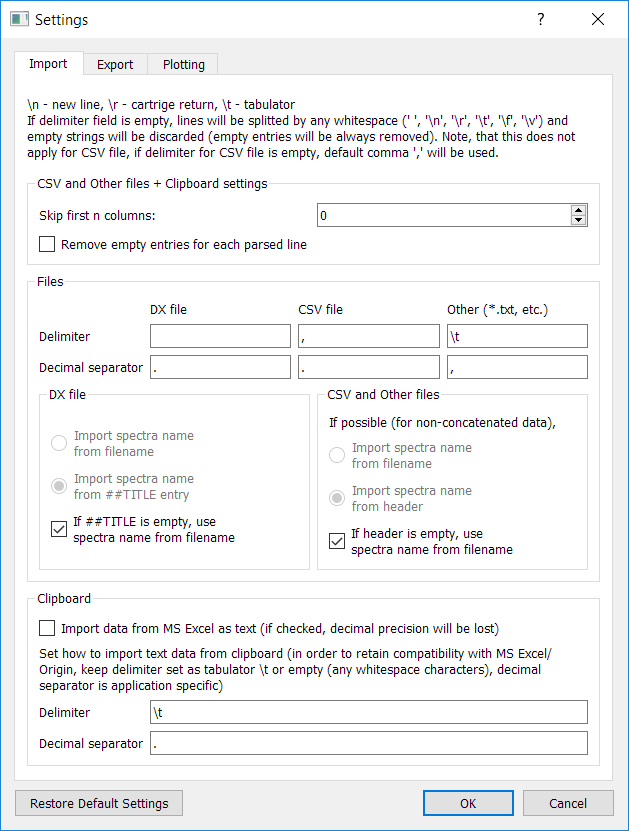 Settings
?
Import Export Plotting
\n - new line, \r - cartrige return, \t - tabulator
If delimiter field is empty, lines will be splitted by any whitespace (' ', '\n', '\r', '\t', '\f', '\v') and
empty strings will be discarded (empty entries will be always removed). Note, that this does not
apply for CSV file, if delimiter for CSV file is empty, default comma ',' will be used.
CSV and Other files + Clipboard settings
Skip first n columns: 0
Remove empty entries for each parsed line
Files
DX file CSV file Other (*.txt, etc.)
Delimiter , \t
Decimal separator . . ,
DX file
Import spectra name
from filename
Import spectra name
from ##TITLE entry
If ##TITLE is empty, use
spectra name from filename
CSV and Other files
If possible (for non-concatenated data),
Import spectra name
from filename
Import spectra name
from header
If header is empty, use
spectra name from filename
Clipboard
Import data from MS Excel as text (if checked, decimal precision will be lost)
Set how to import text data from clipboard (in order to retain compatibility with MS Excel/
Origin, keep delimiter set as tabulator \t or empty (any whitespace characters), decimal
separator is application specific)
Delimiter \t
Decimal separator .
Restore Default Settings OK Cancel